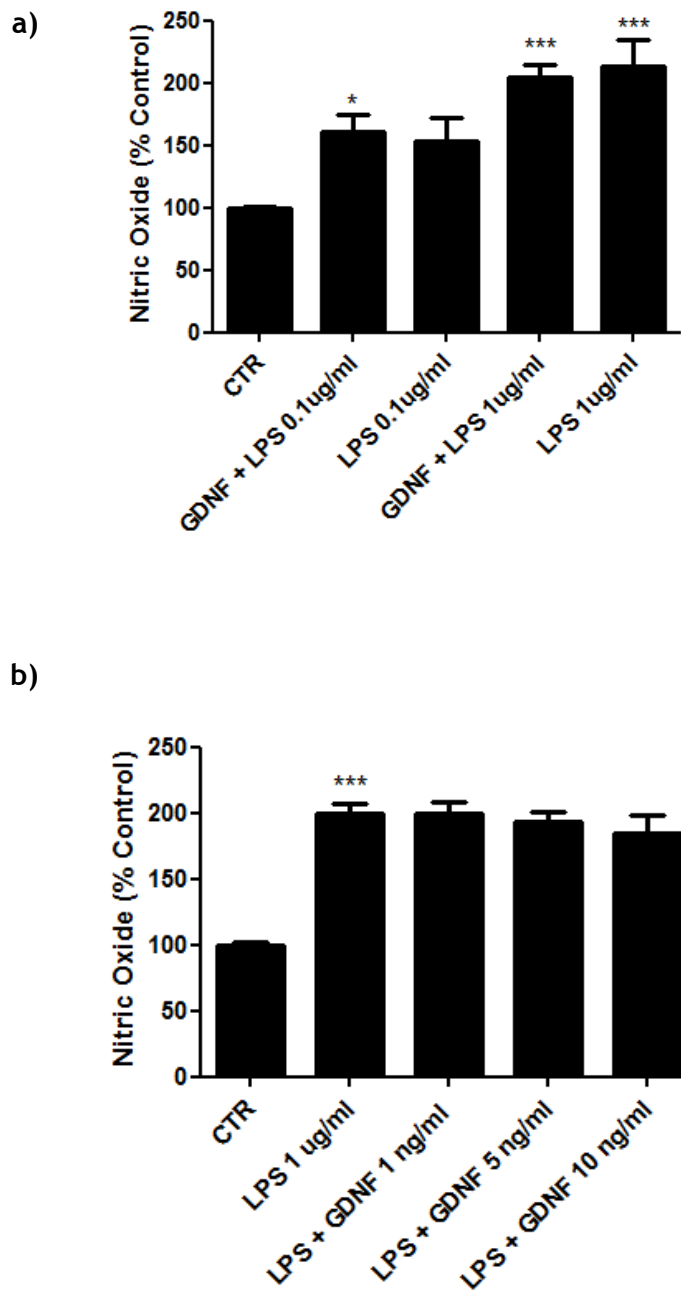 a)
Nitric Oxide (% Control)
250
200
150
100
50
0
*
***
***
CTR
GDNF + LPS 0.1ug/ml
LPS 0.1ug/ml
GDNF + LPS 1ug/ml
LPS 1ug/ml
b)
Nitric Oxide (% Control)
250
200
150
100
50
0
***
CTR
LPS 1 ug/ml
LPS + GDNF 1 ng/ml
LPS + GDNF 5 ng/ml
LPS + GDNF 10 ng/ml